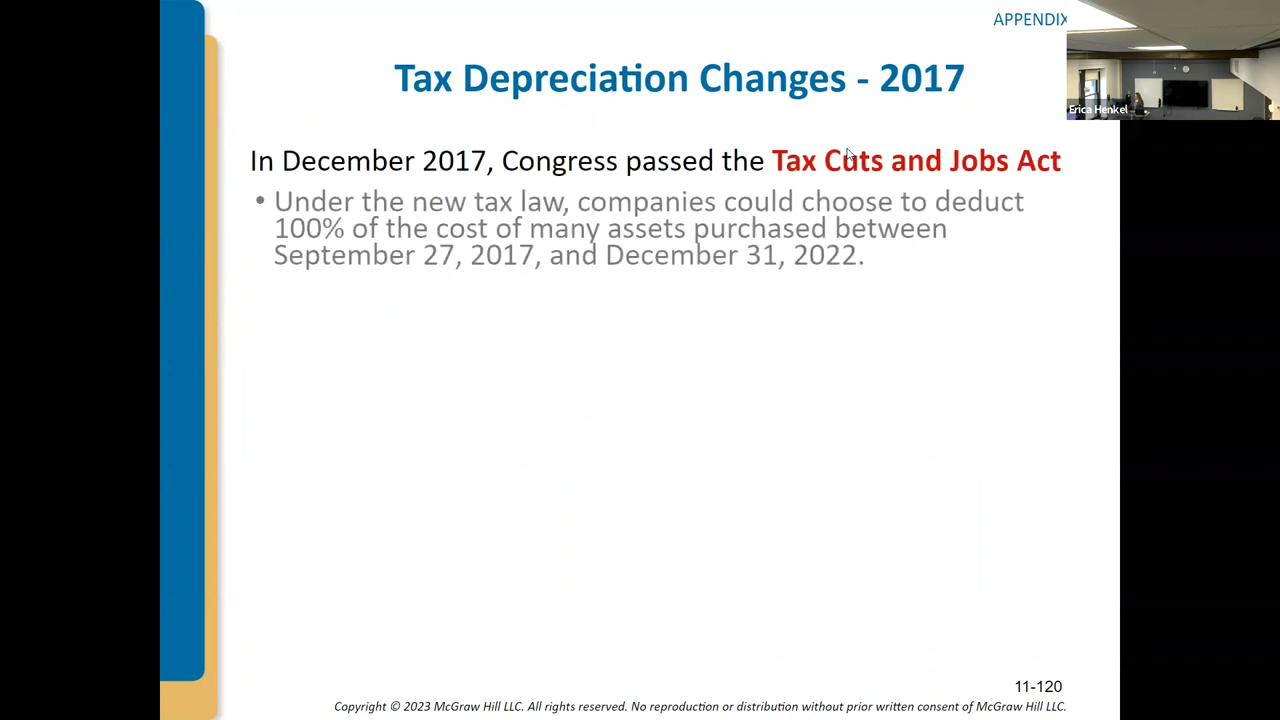 APPENDIX
Erica Henkel
Tax Depreciation Changes - 2017
In December 2017, Congress passed the Tax Cuts and Jobs Act
• Under the new tax law, companies could choose to deduct
100% of the cost of many assets purchased between
September 27, 2017, and December 31, 2022.
11-120
Copyright © 2023 McGraw Hill LLC. All rights reserved. No reproduction or distribution without prior written consent of McGraw Hill LLC.